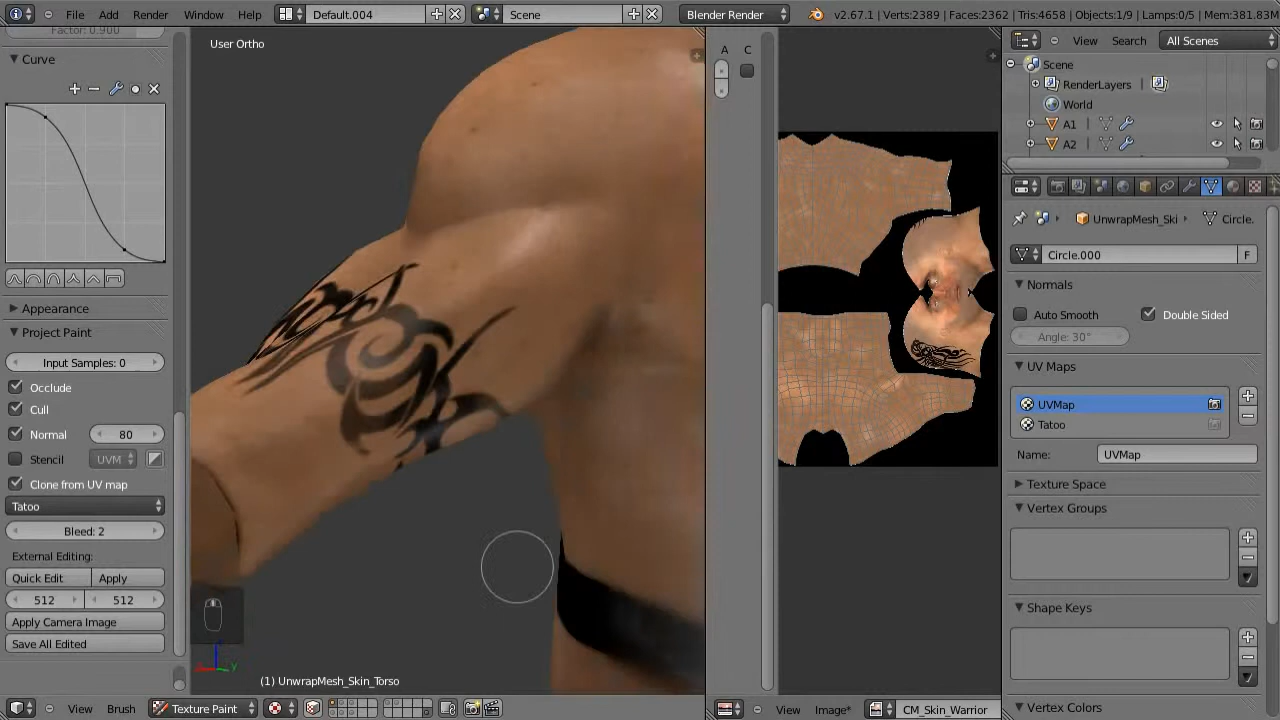 File Add Render Window Help Default.004 Scene Blender Render v2.67.1 | Verts:2389 | Faces:2362 | Tris:4658 | Objects:1/9 | Lamps:0/5 | Mem:381.83M
Factor: 0.900
Curve
Appearance
Project Paint
Input Samples: 0
Occlude
Cull
Normal 80
Stencil UVM
Clone from UV map
Tatoo
Bleed: 2
External Editing:
Quick Edit Apply
512 512
Apply Camera Image
Save All Edited
View Brush Texture Paint
User Ortho
(1) UnwrapMesh_Skin_Torso
A C
View Image* CM_Skin_Warrior
View Search All Scenes
Scene
RenderLayers
World
A1
A2
UnwrapMesh_Ski Circle.
Circle.000 F
Normals
Auto Smooth Double Sided
Angle: 30°
UV Maps
UVMap
Tatoo
Name: UVMap
Texture Space
Vertex Groups
Shape Keys
Vertex Colors